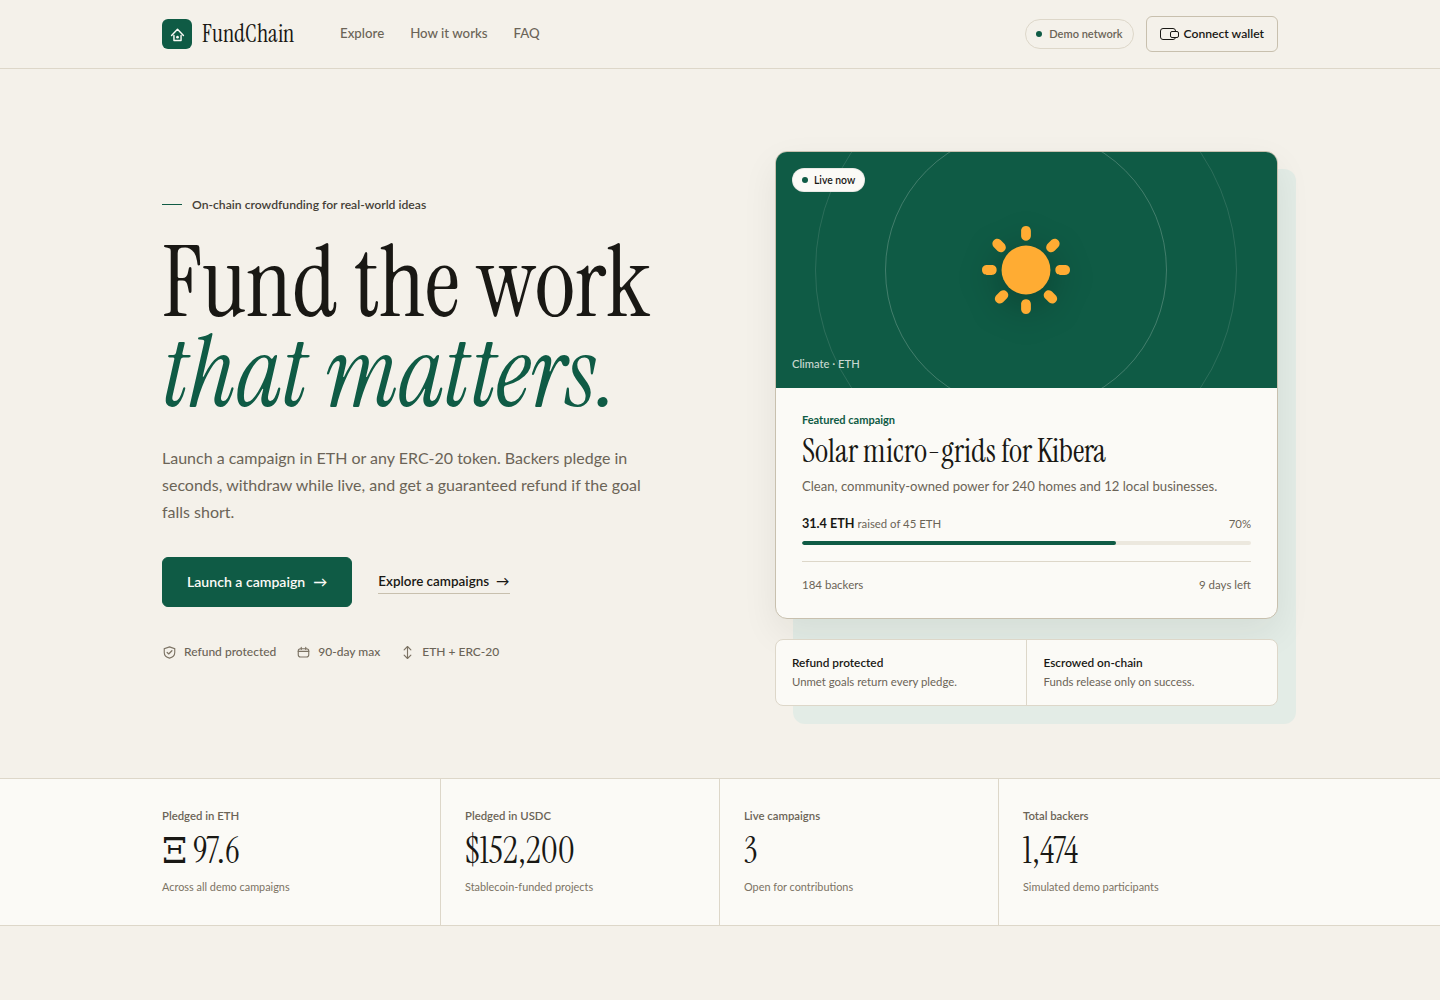 FundChain
Explore
How it works
FAQ
Demo network
Connect wallet
On-chain crowdfunding for real-world ideas
Fund the work
that matters.
Launch a campaign in ETH or any ERC-20 token. Backers pledge in
seconds, withdraw while live, and get a guaranteed refund if the goal
falls short.
Launch a campaign →
Explore campaigns →
Refund protected
90-day max
ETH + ERC-20
Live now
Climate · ETH
Featured campaign
Solar micro-grids for Kibera
Clean, community-owned power for 240 homes and 12 local businesses.
31.4 ETH raised of 45 ETH
70%
184 backers
9 days left
Refund protected
Unmet goals return every pledge.
Escrowed on-chain
Funds release only on success.
Pledged in ETH
Ξ 97.6
Across all demo campaigns
Pledged in USDC
$152,200
Stablecoin-funded projects
Live campaigns
3
Open for contributions
Total backers
1,474
Simulated demo participants